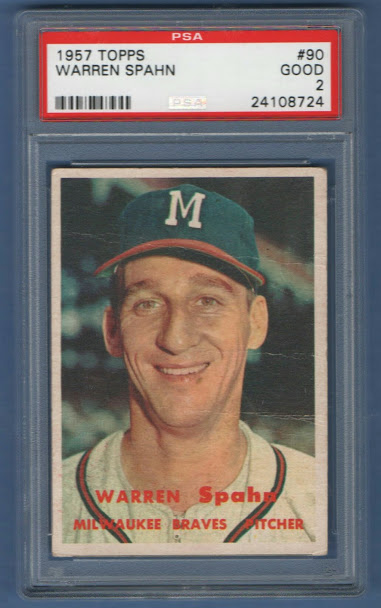 PSA
1957 TOPPS #90
WARREN SPAHN GOOD
2
PSA 24108724
M
WARREN Spahn
MILWAUKEE BRAVES PITCHER